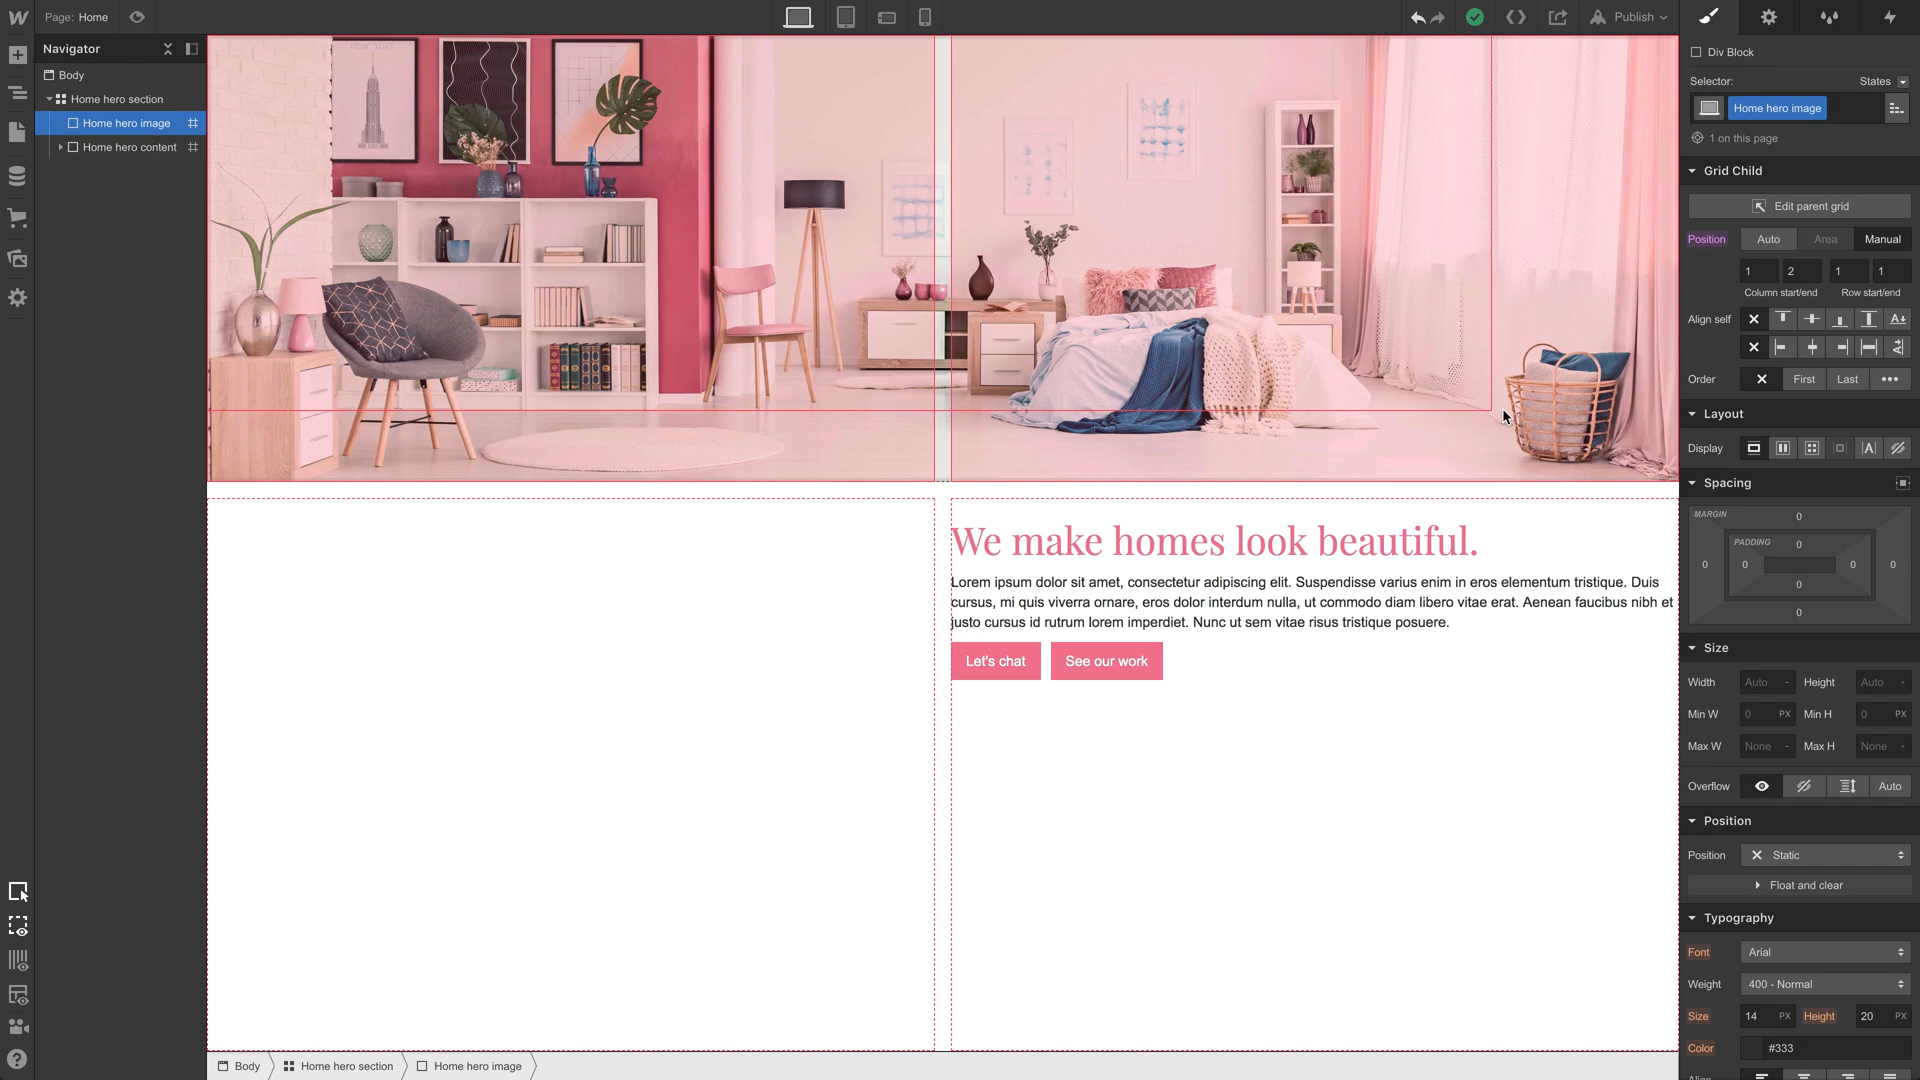 Page: Home
Publish
Navigator
Body
Home hero section
Home hero image
Home hero content
NEW YORK
We make homes look beautiful.
Lorem ipsum dolor sit amet, consectetur adipiscing elit. Suspendisse varius enim in eros elementum tristique. Duis
cursus, mi quis viverra ornare, eros dolor interdum nulla, ut commodo diam libero vitae erat. Aenean faucibus nibh et
justo cursus id rutrum lorem imperdiet. Nunc ut sem vitae risus tristique posuere.
Let's chat
See our work
Body
Home hero section
Home hero image
Div Block
Selector:
States
Home hero image
1 on this page
Grid Child
Edit parent grid
Position
Auto
Area
Manual
1 2 1 1
Column start/end
Row start/end
Align self
Order
First
Last
Layout
Display
Spacing
MARGIN
0
PADDING
0
0 0 0 0
0
0
Size
Width Auto - Height Auto -
Min W 0 PX Min H 0 PX
Max W None - Max H None -
Overflow Auto
Position
Position Static
Float and clear
Typography
Font Arial
Weight 400 - Normal
Size 14 PX Height 20 PX
Color #333